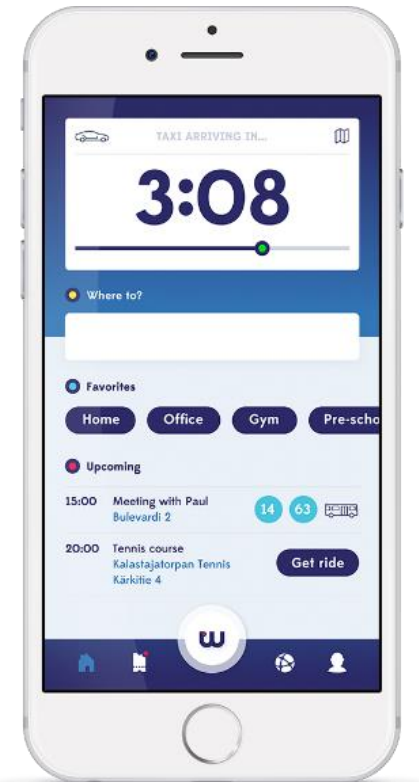 TAXI ARRIVING IN...
3:08
Where to?
Favorites
Home Office Gym Pre-scho
Upcoming
15:00 Meeting with Paul 14 63
Bulevardi 2
20:00 Tennis course
Kalastajatorpan Tennis Get ride
Kärkitie 4
w